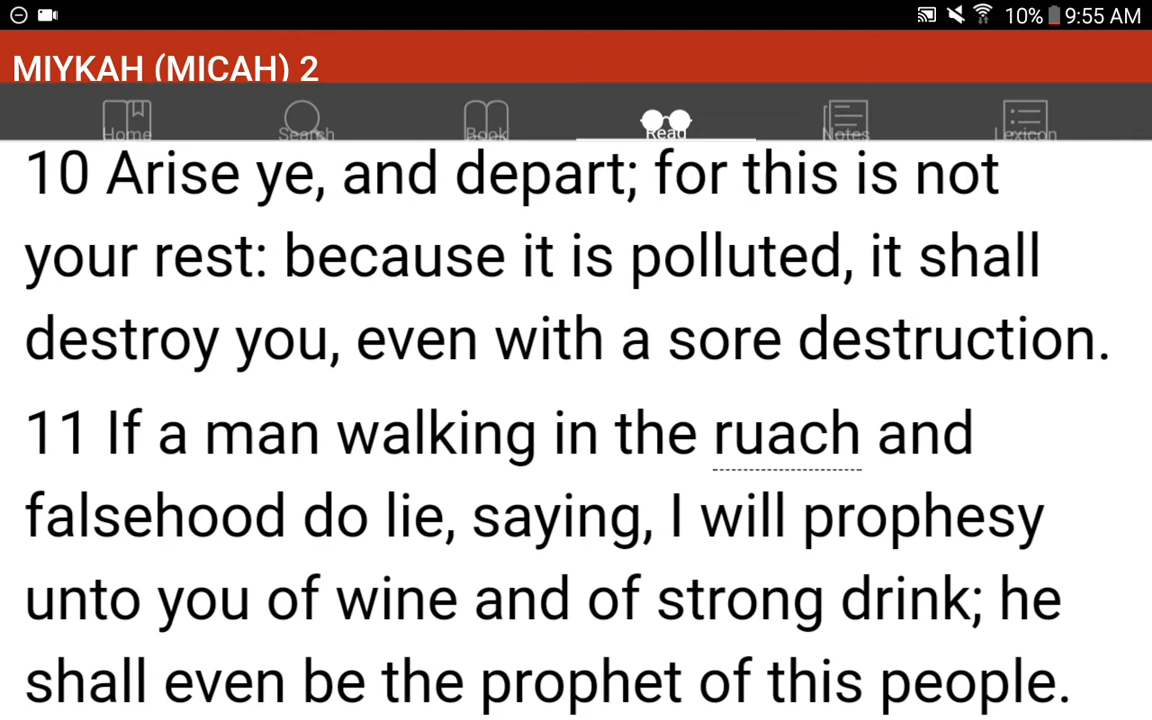 10% 9:55 AM
MIYKAH (MICAH) 2
Home Search Book Read Notes Lexicon
10 Arise ye, and depart; for this is not
your rest: because it is polluted, it shall
destroy you, even with a sore destruction.
11 If a man walking in the ruach and
falsehood do lie, saying, I will prophesy
unto you of wine and of strong drink; he
shall even be the prophet of this people.